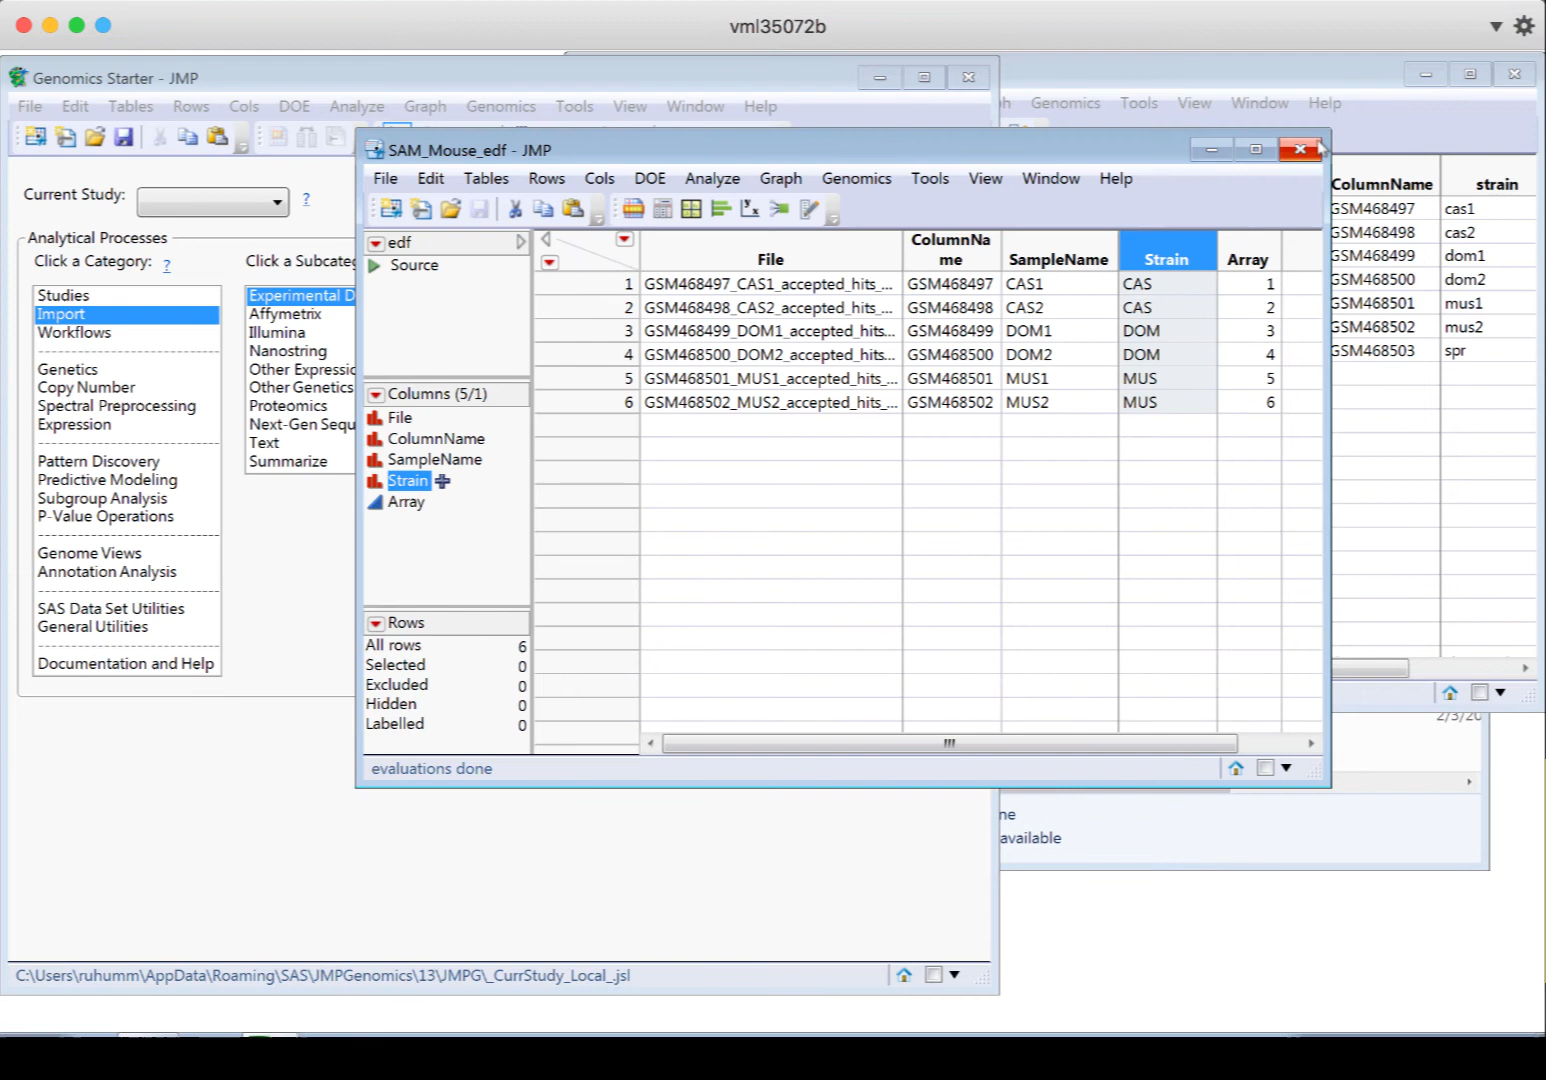 vml35072b
Genomics Starter - JMP
File Edit Tables Rows Cols DOE Analyze Graph Genomics Tools View Window Help
Current Study: ?
Analytical Processes
Click a Category: ?
Studies
Import
Workflows
Genetics
Copy Number
Spectral Preprocessing
Expression
Pattern Discovery
Predictive Modeling
Subgroup Analysis
P-Value Operations
Genome Views
Annotation Analysis
SAS Data Set Utilities
General Utilities
Documentation and Help
Click a Subcateg
Experimental D
Affymetrix
Illumina
Nanostring
Other Expressio
Other Genetics
Proteomics
Next-Gen Sequ
Text
Summarize
C:\Users\ruhumm\AppData\Roaming\SAS\JMPGenomics\13\JMPG\_CurrStudy_Local_.jsl
SAM_Mouse_edf - JMP
File Edit Tables Rows Cols DOE Analyze Graph Genomics Tools View Window Help
edf
Source
Columns (5/1)
File
ColumnName
SampleName
Strain
Array
Rows
All rows 6
Selected 0
Excluded 0
Hidden 0
Labelled 0
File ColumnName SampleName Strain Array
1 GSM468497_CAS1_accepted_hits_... GSM468497 CAS1 CAS 1
2 GSM468498_CAS2_accepted_hits_... GSM468498 CAS2 CAS 2
3 GSM468499_DOM1_accepted_hits... GSM468499 DOM1 DOM 3
4 GSM468500_DOM2_accepted_hits... GSM468500 DOM2 DOM 4
5 GSM468501_MUS1_accepted_hits_... GSM468501 MUS1 MUS 5
6 GSM468502_MUS2_accepted_hits_... GSM468502 MUS2 MUS 6
evaluations done
h Genomics Tools View Window Help
ColumnName strain
GSM468497 cas1
GSM468498 cas2
GSM468499 dom1
GSM468500 dom2
GSM468501 mus1
GSM468502 mus2
GSM468503 spr
2/3/20
ne
available